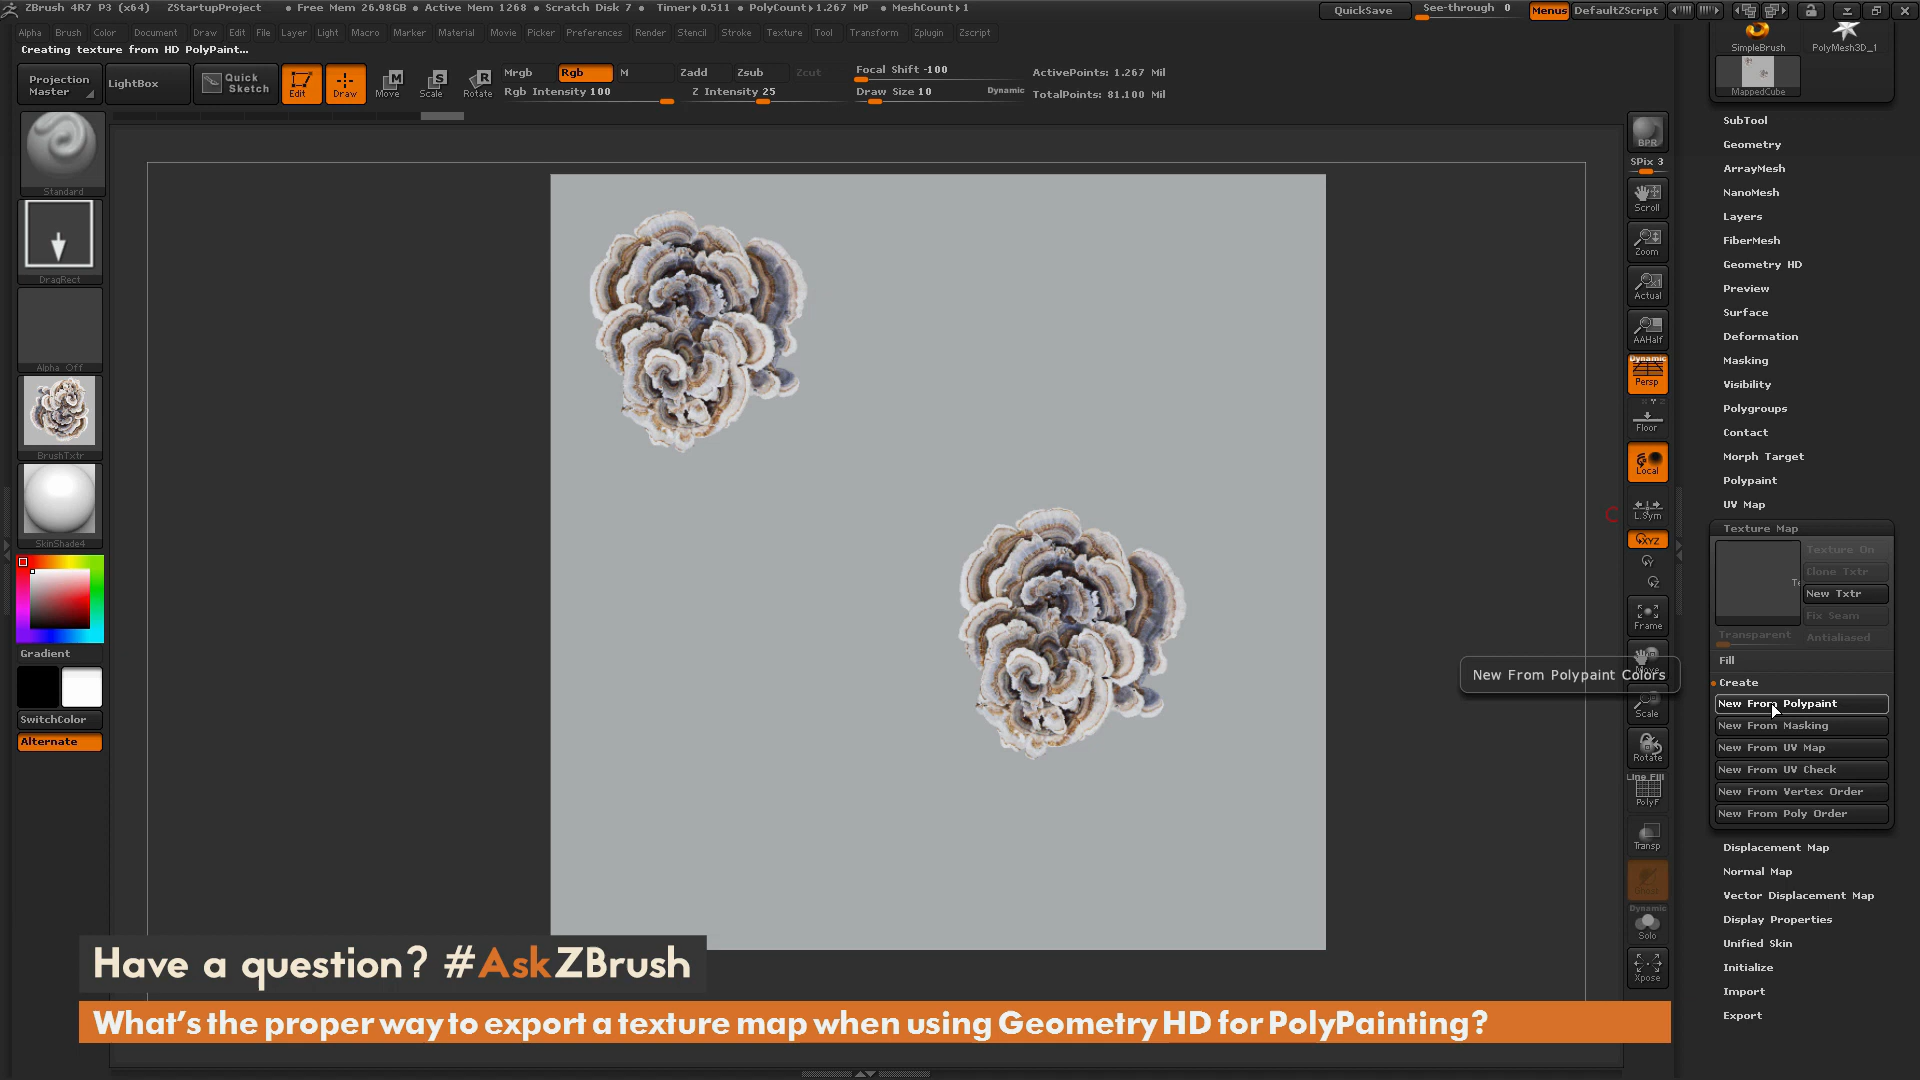 ZBrush 4R7 P3 (x64) ZStartupProject • Free Mem 26.98GB • Active Mem 1268 • Scratch Disk 7 • Timer▸0.511 • PolyCount▸1.267 MP • MeshCount▸1 QuickSave See-through 0 Menus DefaultZScript
Alpha Brush Color Document Draw Edit File Layer Light Macro Marker Material Movie Picker Preferences Render Stencil Stroke Texture Tool Transform Zplugin Zscript
Creating texture from HD PolyPaint...
Projection Master
LightBox
Quick Sketch
Edit
Draw
Move
Scale
Rotate
Mrgb Rgb M
Rgb Intensity 100
Zadd Zsub Zcut
Z Intensity 25
Focal Shift -100
Draw Size 10 Dynamic
ActivePoints: 1.267 Mil
TotalPoints: 81.100 Mil
Standard
DragRect
Alpha Off
BrushTxtr
SkinShade4
Gradient
SwitchColor
Alternate
BPR
SPix 3
Scroll
Zoom
Actual
AAHalf
Dynamic
Persp
Floor
Local
L.Sym
XYZ
Y
Z
Frame
Move
Scale
Rotate
Line Fill
PolyF
Transp
Ghost
Dynamic
Solo
Xpose
New From Polypaint Colors
SimpleBrush PolyMesh3D_1
MappedCube
SubTool
Geometry
ArrayMesh
NanoMesh
Layers
FiberMesh
Geometry HD
Preview
Surface
Deformation
Masking
Visibility
Polygroups
Contact
Morph Target
Polypaint
UV Map
Texture Map
Texture On
Clone Txtr
New Txtr
Fix Seam
Transparent Antialiased
Fill
Create
New From Polypaint
New From Masking
New From UV Map
New From UV Check
New From Vertex Order
New From Poly Order
Displacement Map
Normal Map
Vector Displacement Map
Display Properties
Unified Skin
Initialize
Import
Export
Have a question? #AskZBrush
What's the proper way to export a texture map when using Geometry HD for PolyPainting?